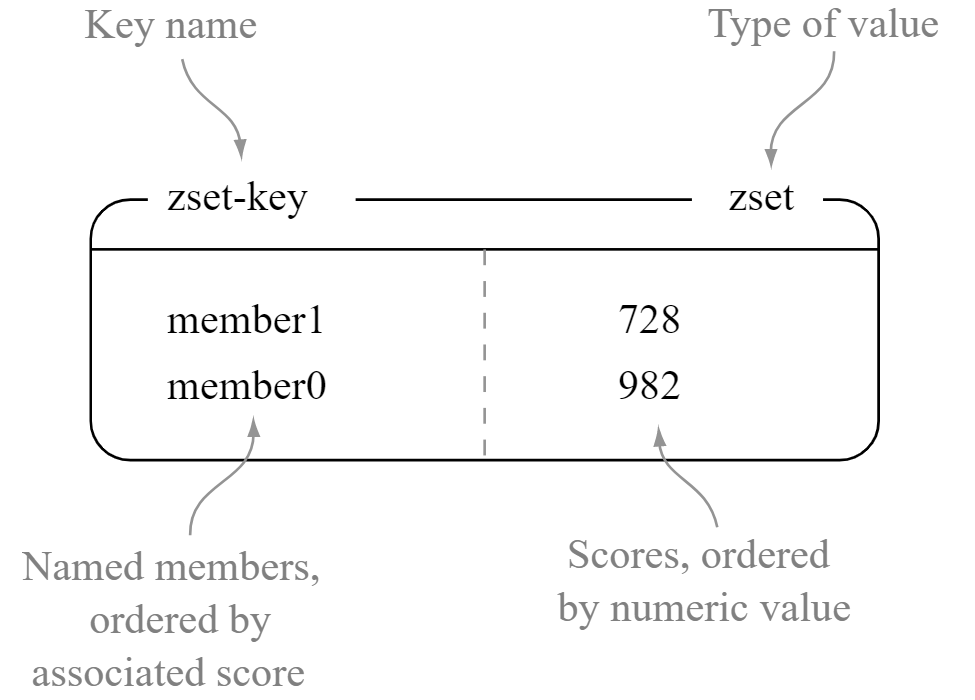 Key name
Type of value
zset-key
zset
member1
728
member0
982
Named members,
ordered by
associated score
Scores, ordered
by numeric value